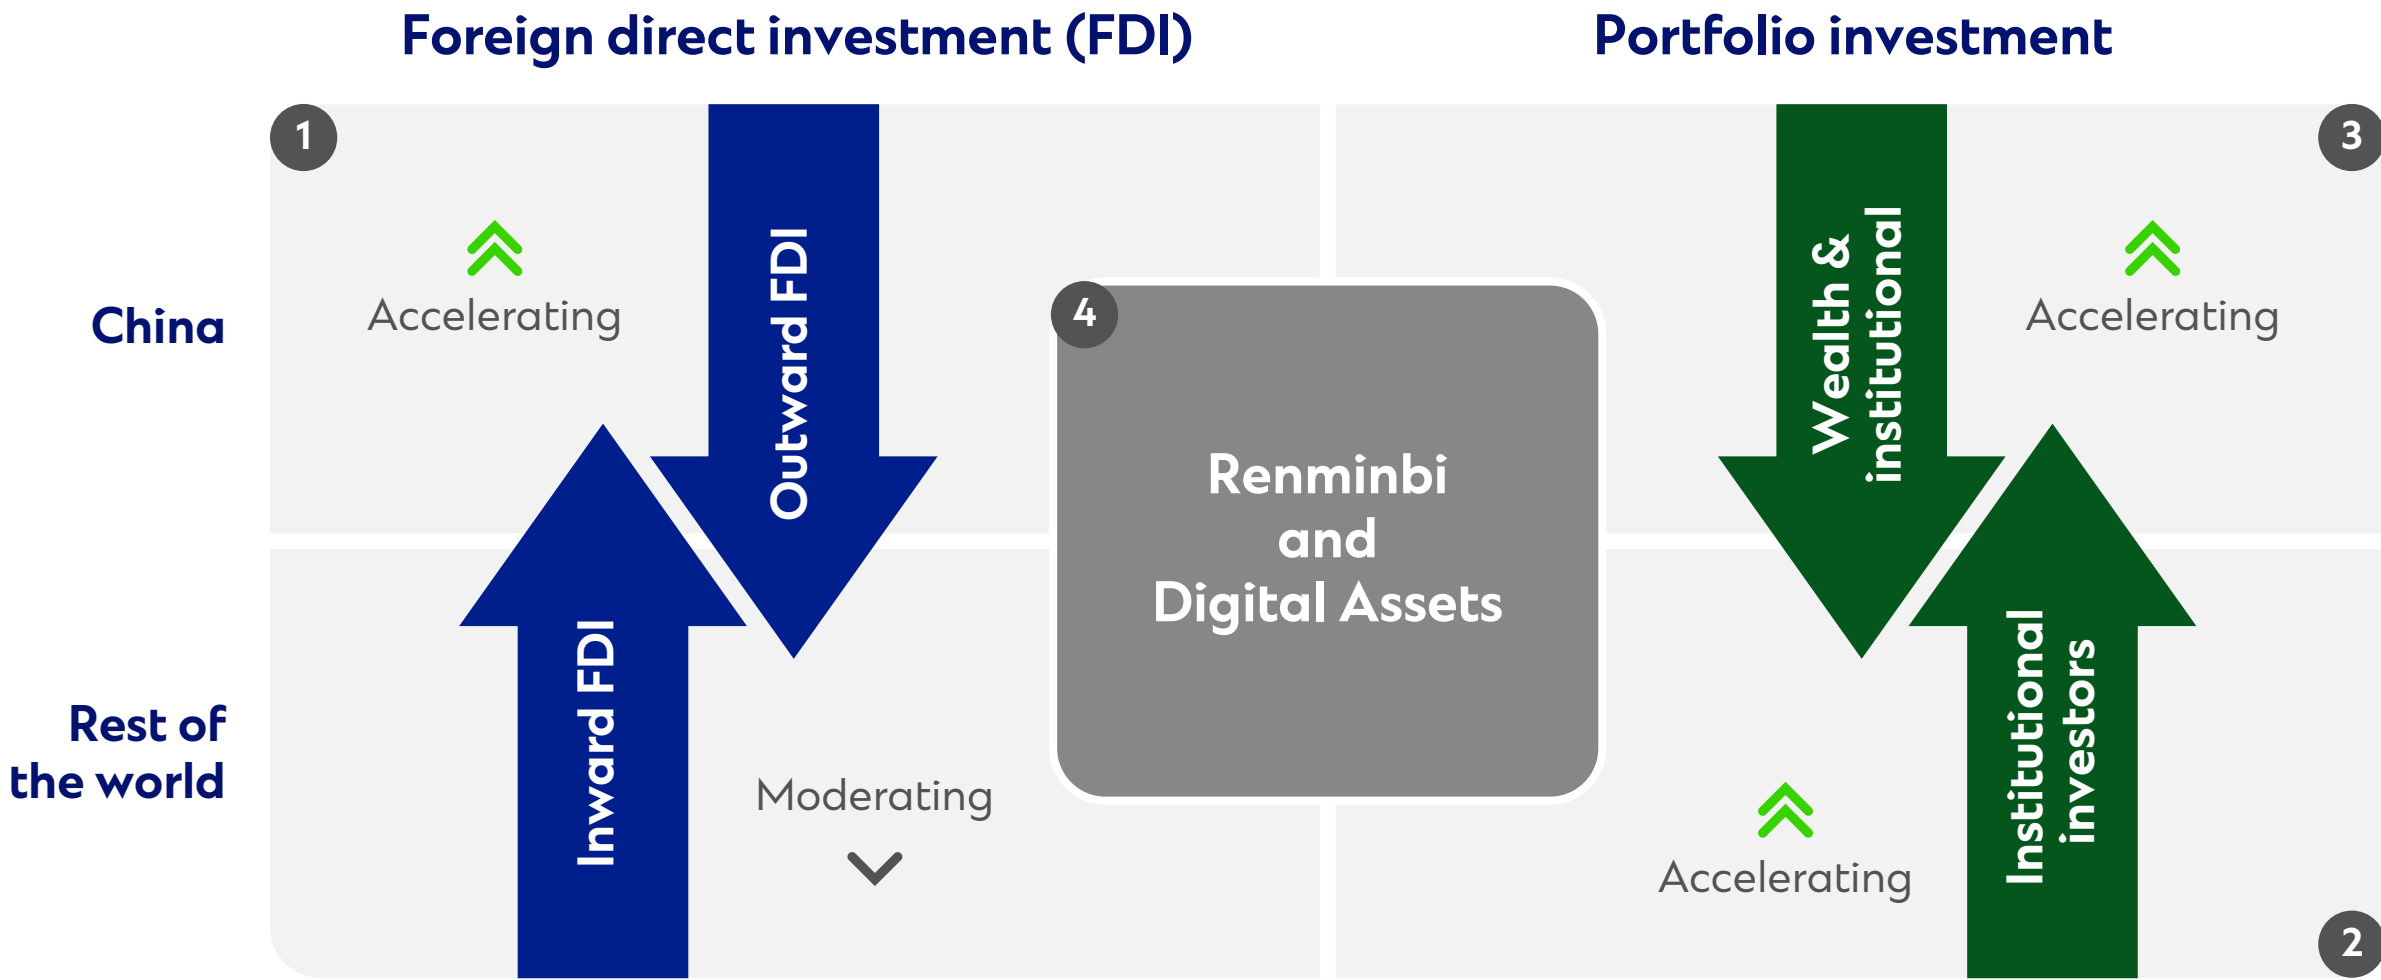 Foreign direct investment (FDI)
Portfolio investment
1
3
China
Accelerating
Outward FDI
4
Renminbi
and
Digital Assets
Wealth &
institutional
Accelerating
Rest of
the world
Inward FDI
Moderating
Accelerating
Institutional
investors
2